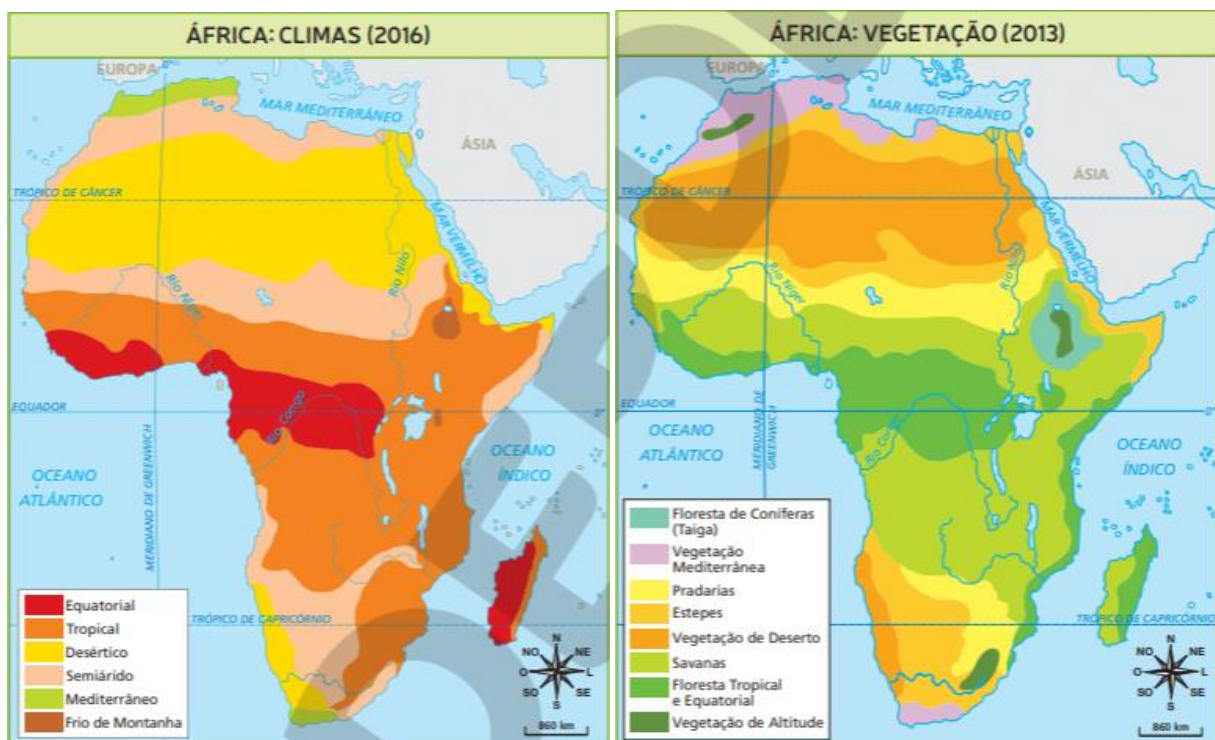 ÁFRICA: CLIMAS (2016)
EUROPA
0°
MAR MEDITERRÂNEO
ÁSIA
TRÓPICO DE CÂNCER
MAR VERMELHO
Rio Nilo
Rio Níger
EQUADOR
0°
Rio Congo
OCEANO
ATLÂNTICO
MERIDIANO DE GREENWICH
OCEANO
ÍNDICO
TRÓPICO DE CAPRICÓRNIO
Equatorial
Tropical
Desértico
Semiárido
Mediterrâneo
Frio de Montanha
N
NO
NE
O
L
SO
SE
S
860 km
ÁFRICA: VEGETAÇÃO (2013)
EUROPA
0°
MAR MEDITERRÂNEO
ÁSIA
TRÓPICO DE CÂNCER
MAR VERMELHO
Rio Nilo
Rio Níger
EQUADOR
0°
Rio Congo
OCEANO
ATLÂNTICO
MERIDIANO DE
GREENWICH
OCEANO
ÍNDICO
TRÓPICO DE CAPRICÓRNIO
Floresta de Coníferas
(Taiga)
Vegetação
Mediterrânea
Pradarias
Estepes
Vegetação de Deserto
Savanas
Floresta Tropical
e Equatorial
Vegetação de Altitude
N
NO
NE
O
L
SO
SE
S
860 km